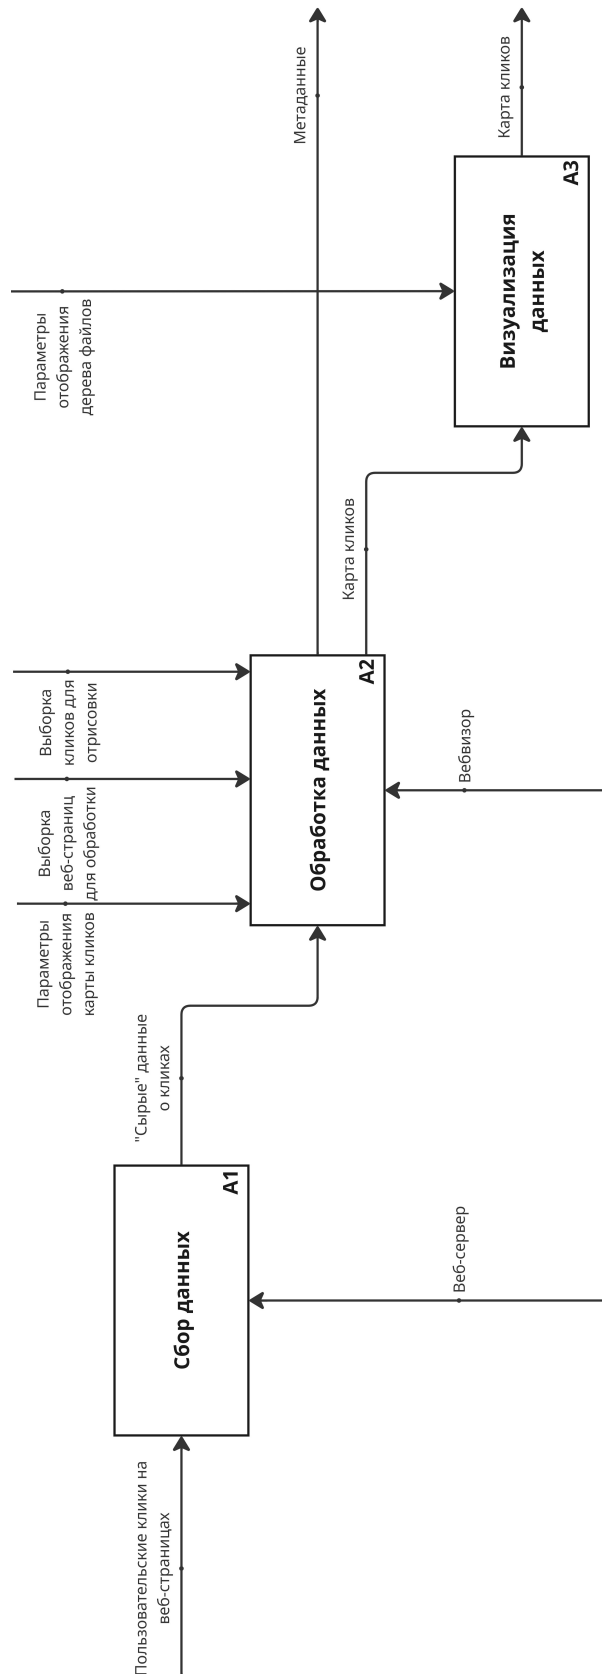 Пользовательские клики на
веб-страницах
Сбор данных
A1
Веб-сервер
"Сырые" данные
о кликах
Параметры
отображения
карты кликов
Выборка
веб-страниц
для обработки
Выборка
кликов для
отрисовки
Обработка данных
A2
Вебвизор
Карта кликов
Метаданные
Параметры
отображения
дерева файлов
Визуализация
данных
A3
Карта кликов